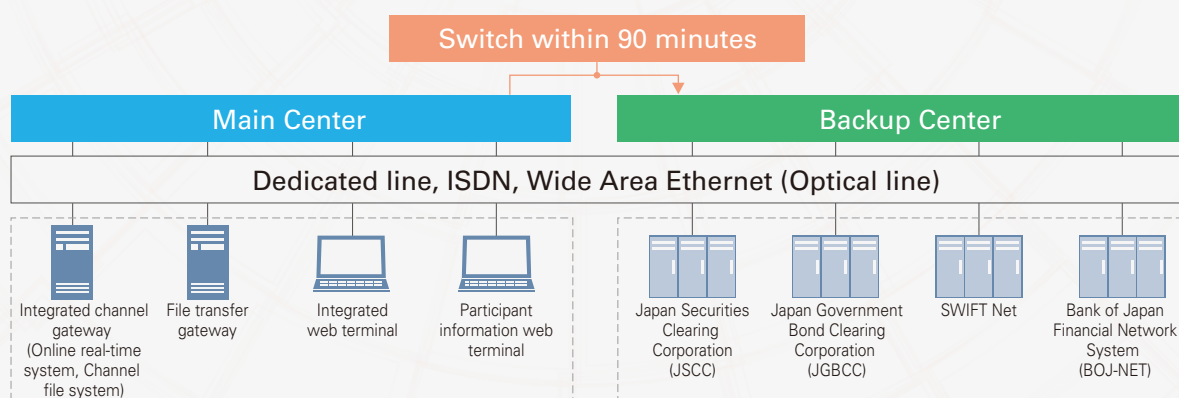 Switch within 90 minutes
Main Center
Backup Center
Dedicated line, ISDN, Wide Area Ethernet (Optical line)
Integrated channel
gateway
(Online real-time
system, Channel
file system)
File transfer
gateway
Integrated
web terminal
Participant
information web
terminal
Japan Securities
Clearing
Corporation
(JSCC)
Japan Government
Bond Clearing
Corporation
(JGBCC)
SWIFT Net
Bank of Japan
Financial Network
System
(BOJ-NET)